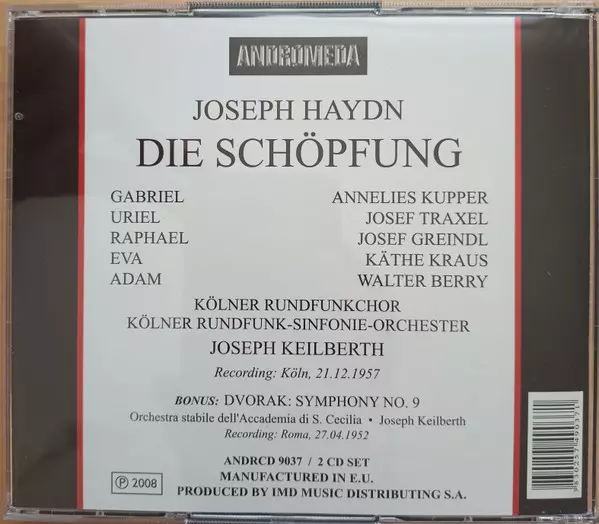 ANDROMEDA
JOSEPH HAYDN
DIE SCHÖPFUNG
GABRIEL ANNELIES KUPPER
URIEL JOSEF TRAXEL
RAPHAEL JOSEF GREINDL
EVA KÄTHE KRAUS
ADAM WALTER BERRY
KÖLNER RUNDFUNKCHOR
KÖLNER RUNDFUNK-SINFONIE-ORCHESTER
JOSEPH KEILBERTH
Recording: Köln, 21.12.1957
BONUS: DVORAK: SYMPHONY NO. 9
Orchestra stabile dell'Accademia di S. Cecilia • Joseph Keilberth
Recording: Roma, 27.04.1952
ANDRCD 9037 / 2 CD SET
MANUFACTURED IN E.U.
PRODUCED BY IMD MUSIC DISTRIBUTING S.A.
Ⓟ 2008